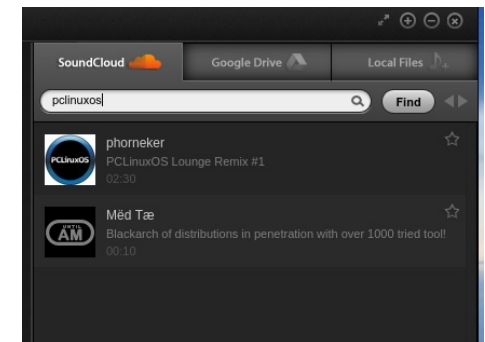 SoundCloud
Google Drive
Local Files
pclinuxos
Find
PCLinuxOS
phorneker
PCLinuxOS Lounge Remix #1
02:30
UNTIL
AM
Mëd Tæ
Blackarch of distributions in penetration with over 1000 tried tool!
00:10